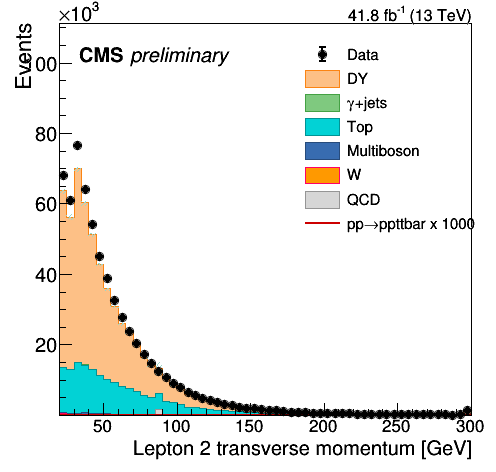 ×10³
41.8 fb⁻¹ (13 TeV)
Events
CMS preliminary
Data
DY
γ+jets
Top
Multiboson
W
QCD
pp→ppttbar x 1000
00
80
60
40
20
50
100
150
200
250
300
Lepton 2 transverse momentum [GeV]